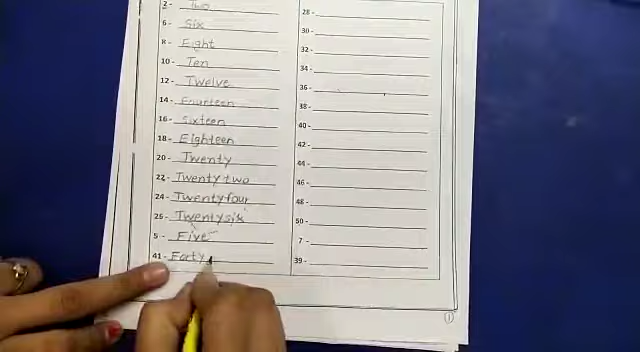 2- Two
6- Six
8- Eight
10- Ten
12- Twelve
14- Fourteen
16- Sixteen
18- Eighteen
20- Twenty
22- Twenty two
24- Twenty four
26- Twenty six
5- Five
41- Forty
28-
30-
32-
34-
36-
38-
40-
42-
44-
46-
48-
50-
7-
39-
1